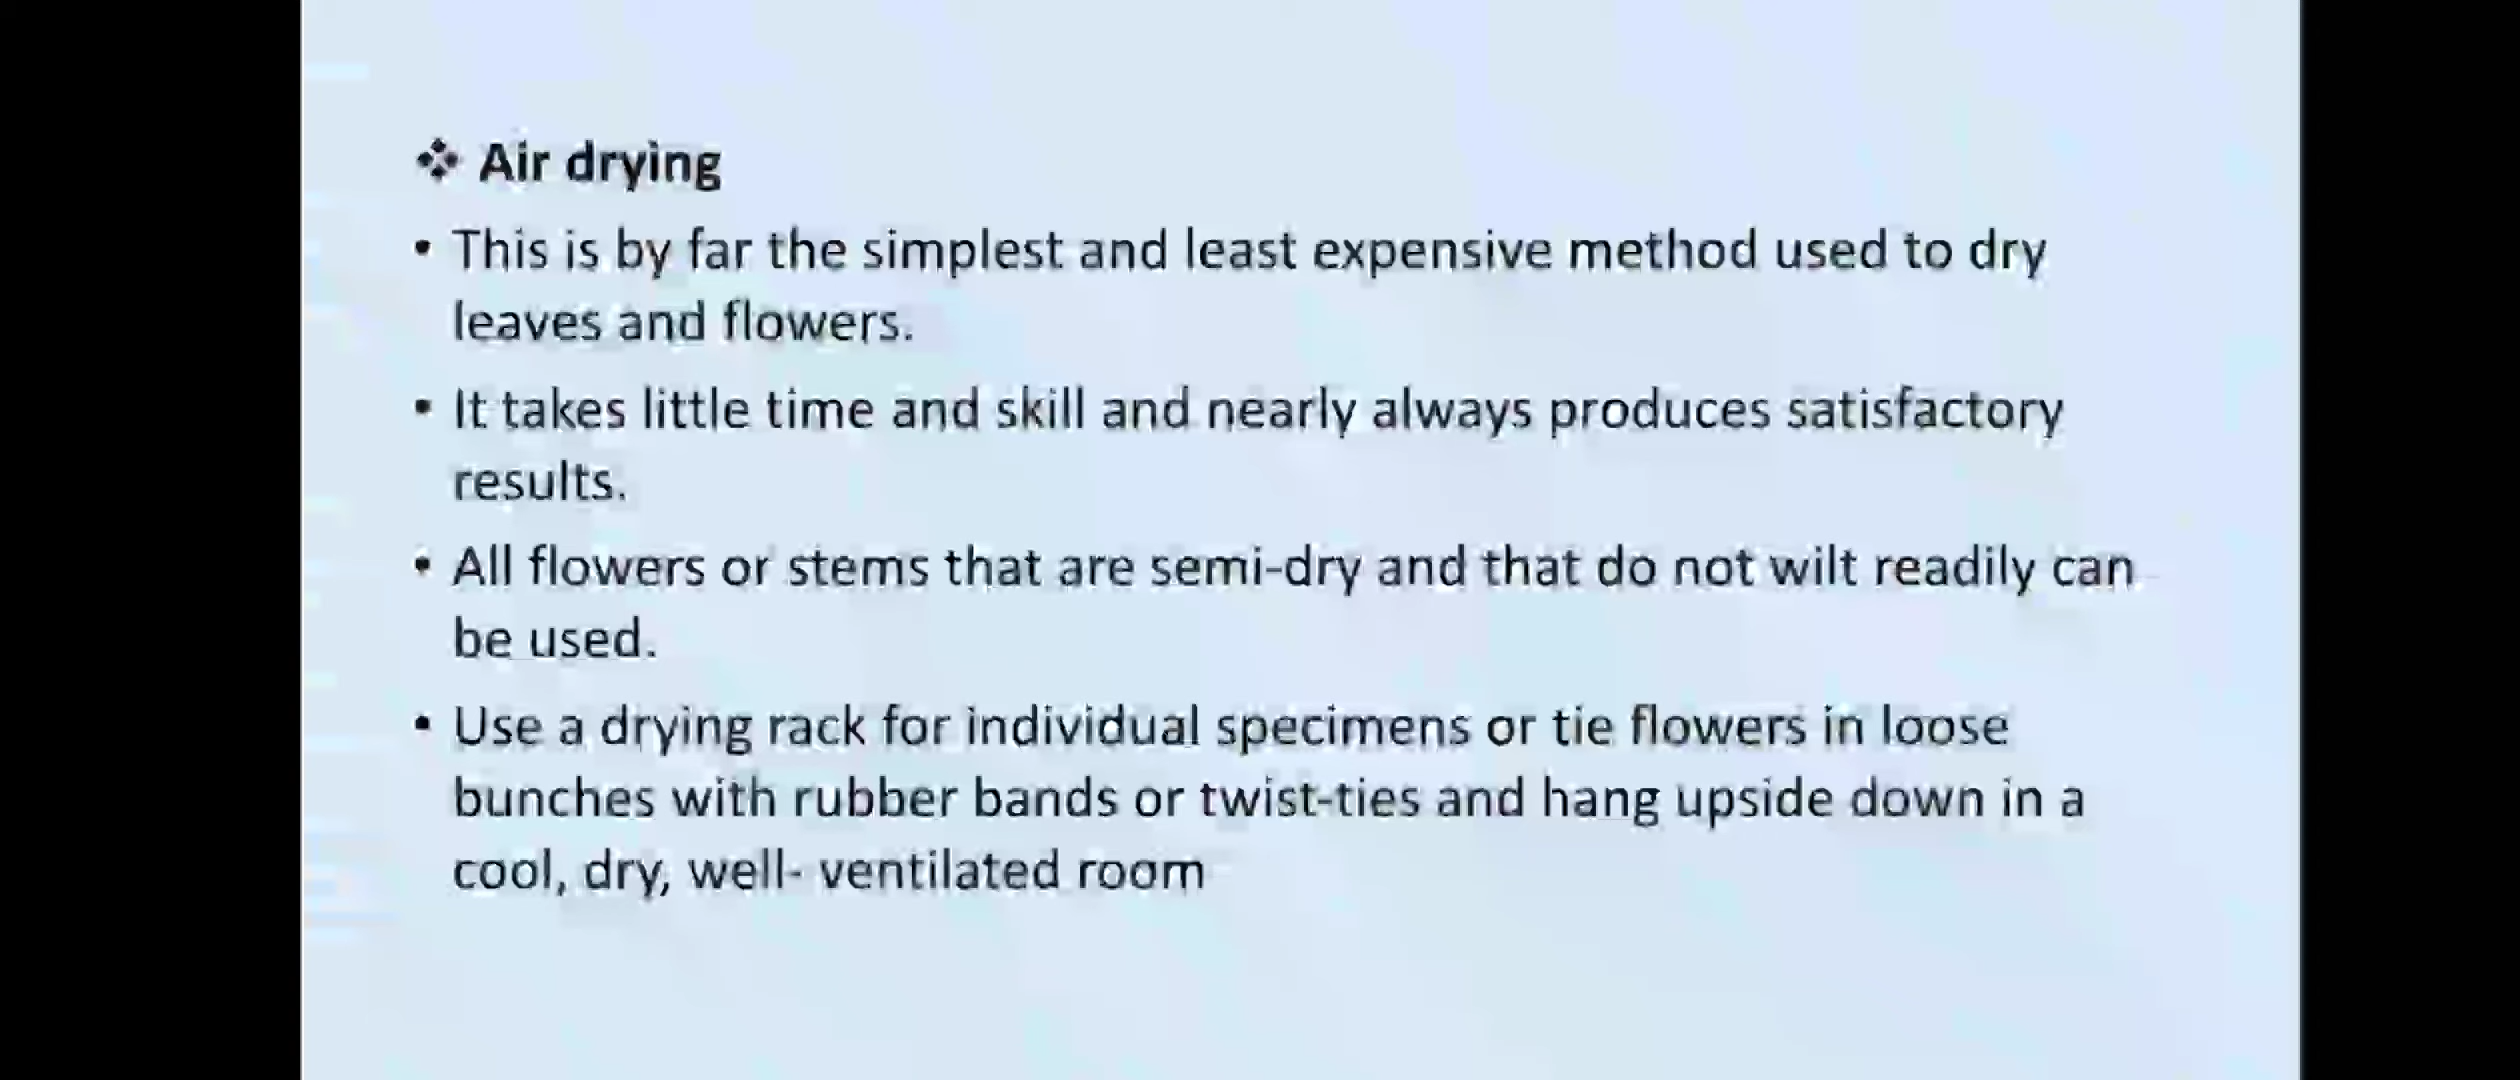 ❖ Air drying
• This is by far the simplest and least expensive method used to dry
leaves and flowers.
• It takes little time and skill and nearly always produces satisfactory
results.
• All flowers or stems that are semi-dry and that do not wilt readily can
be used.
• Use a drying rack for individual specimens or tie flowers in loose
bunches with rubber bands or twist-ties and hang upside down in a
cool, dry, well- ventilated room